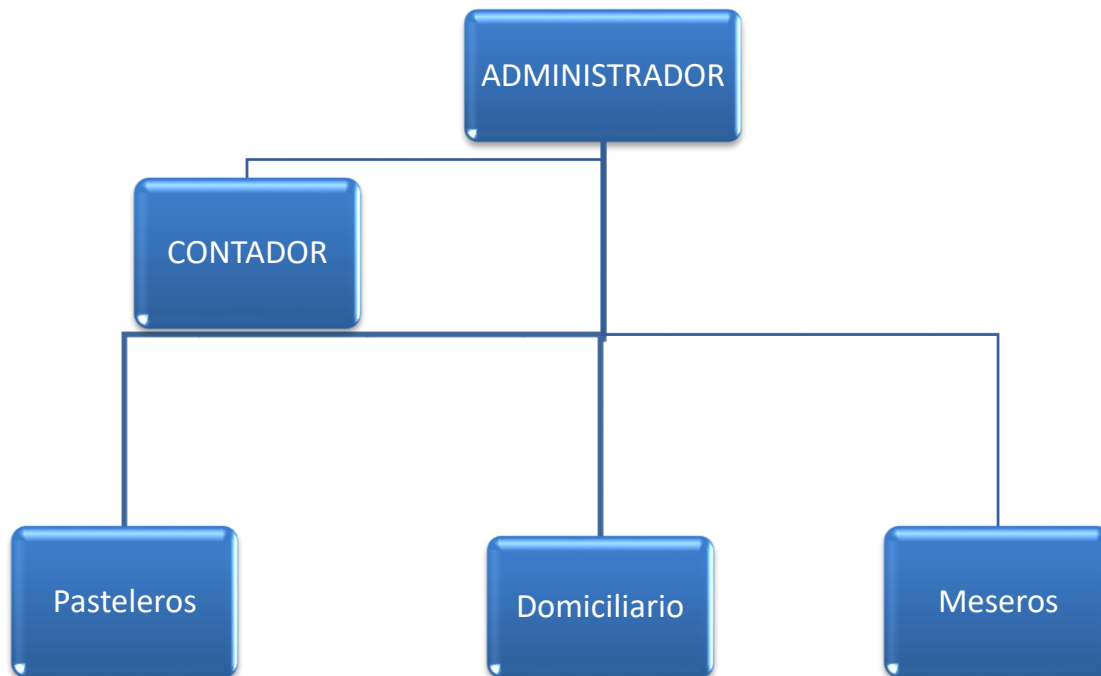 ADMINISTRADOR
CONTADOR
Pasteleros
Domiciliario
Meseros